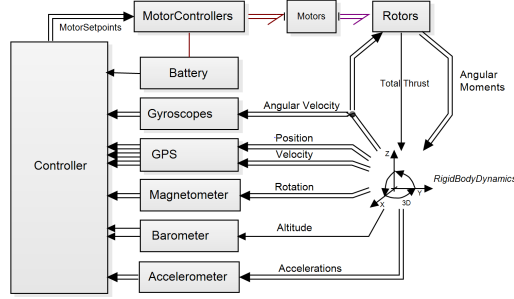 MotorControllers
Motors
Rotors
MotorSetpoints
Battery
Total Thrust
Angular
Moments
Angular Velocity
Gyroscopes
Position
GPS
Velocity
Controller
Z
RigidBodyDynamics
Rotation
Magnetometer
Y
X
3D
Altitude
Barometer
Accelerations
Accelerometer